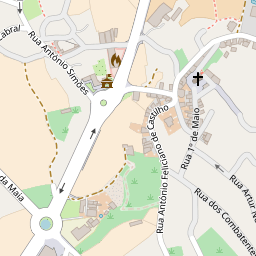 Cabral
Rua António Simões
Rua António Feliciano de Castilho
Rua 1º de Maio
da Maia
Rua Artur
Rua dos Combatentes